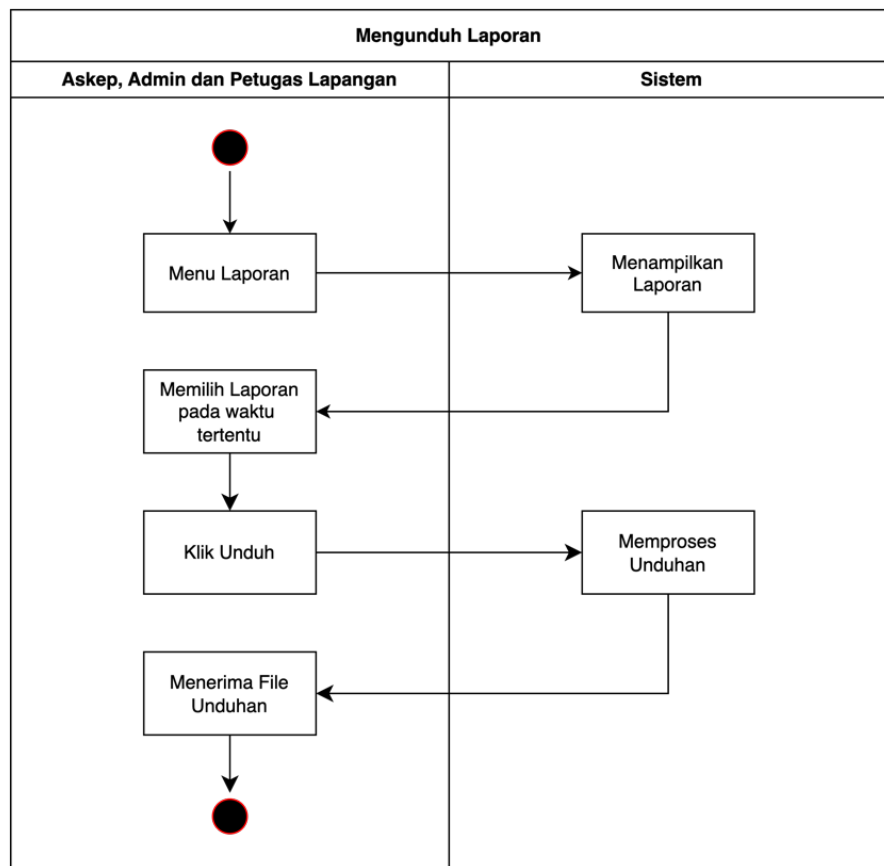 Mengunduh Laporan
Askep, Admin dan Petugas Lapangan
Sistem
Menu Laporan
Menampilkan
Laporan
Memilih Laporan
pada waktu
tertentu
Klik Unduh
Memproses
Unduhan
Menerima File
Unduhan